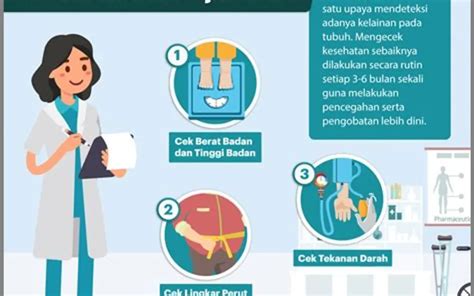 satu upaya mendeteksi
adanya kelainan pada
tubuh. Mengecek
kesehatan sebaiknya
dilakukan secara rutin
setiap 3-6 bulan sekali
guna melakukan
pencegahan serta
pengobatan lebih dini.
1
Cek Berat Badan
dan Tinggi Badan
2
Cek Lingkar Perut
3
Cek Tekanan Darah
Pharmaceutic